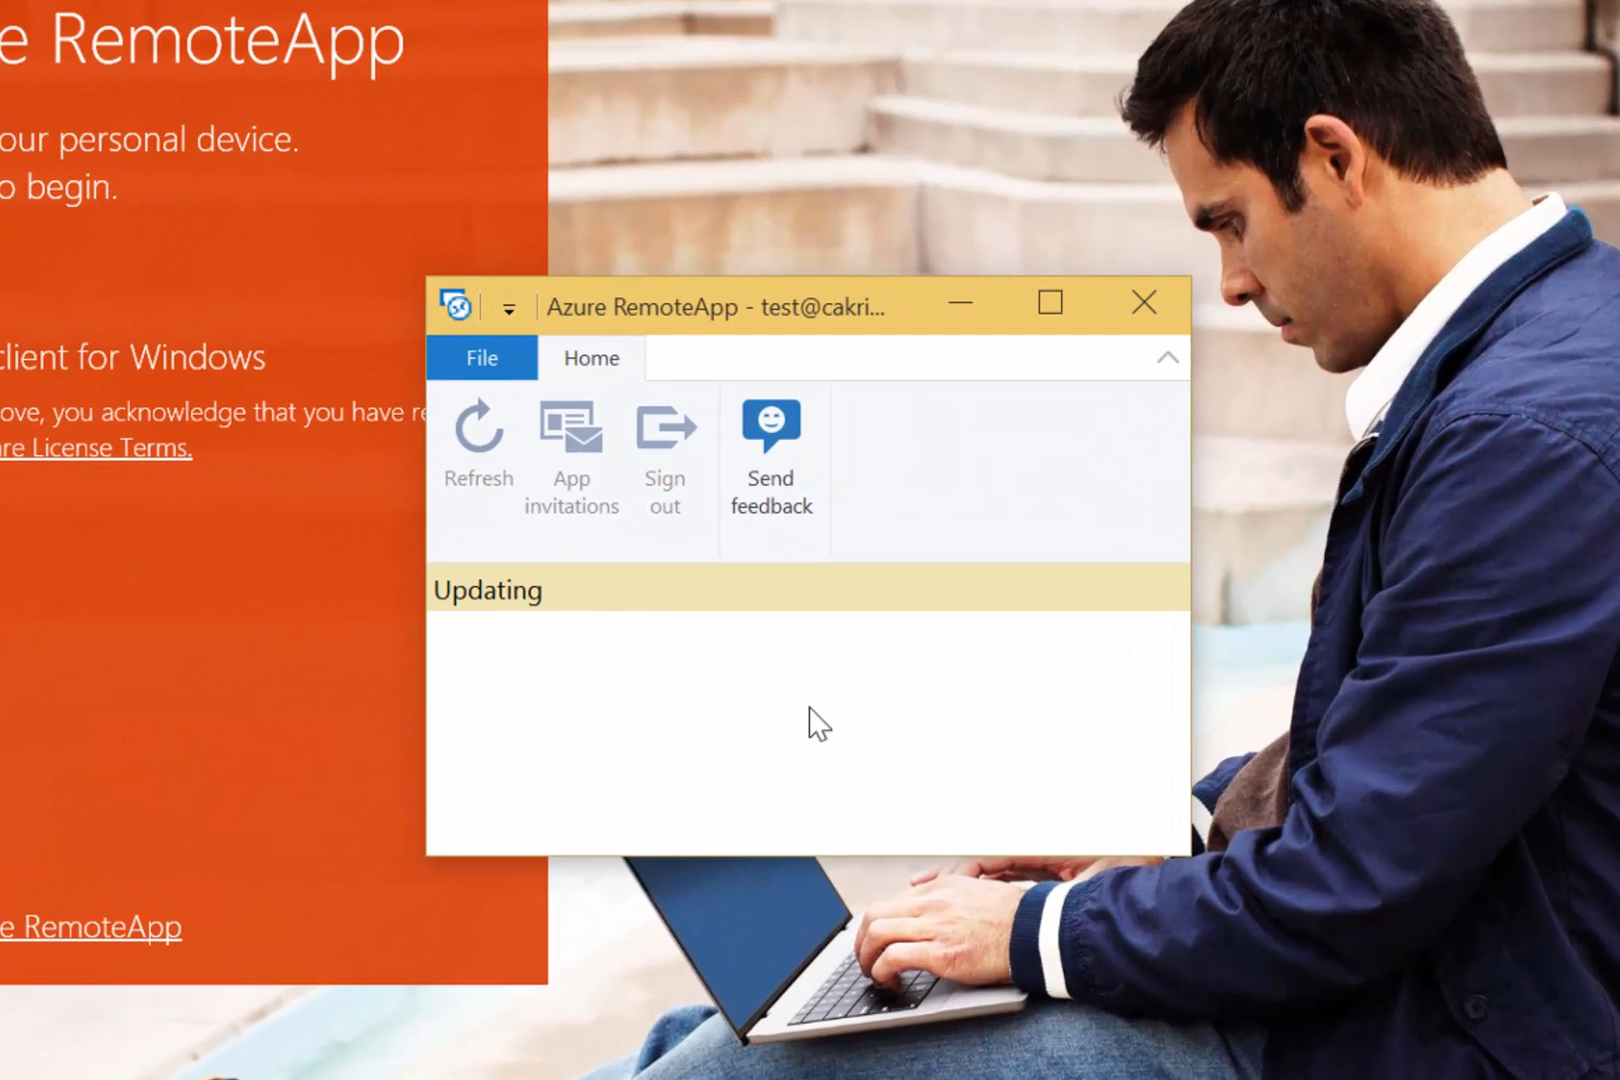 e RemoteApp
our personal device.
o begin.
client for Windows
ove, you acknowledge that you have re
re License Terms.
e RemoteApp
Azure RemoteApp - test@cakri...
File
Home
Refresh
App
invitations
Sign
out
Send
feedback
Updating